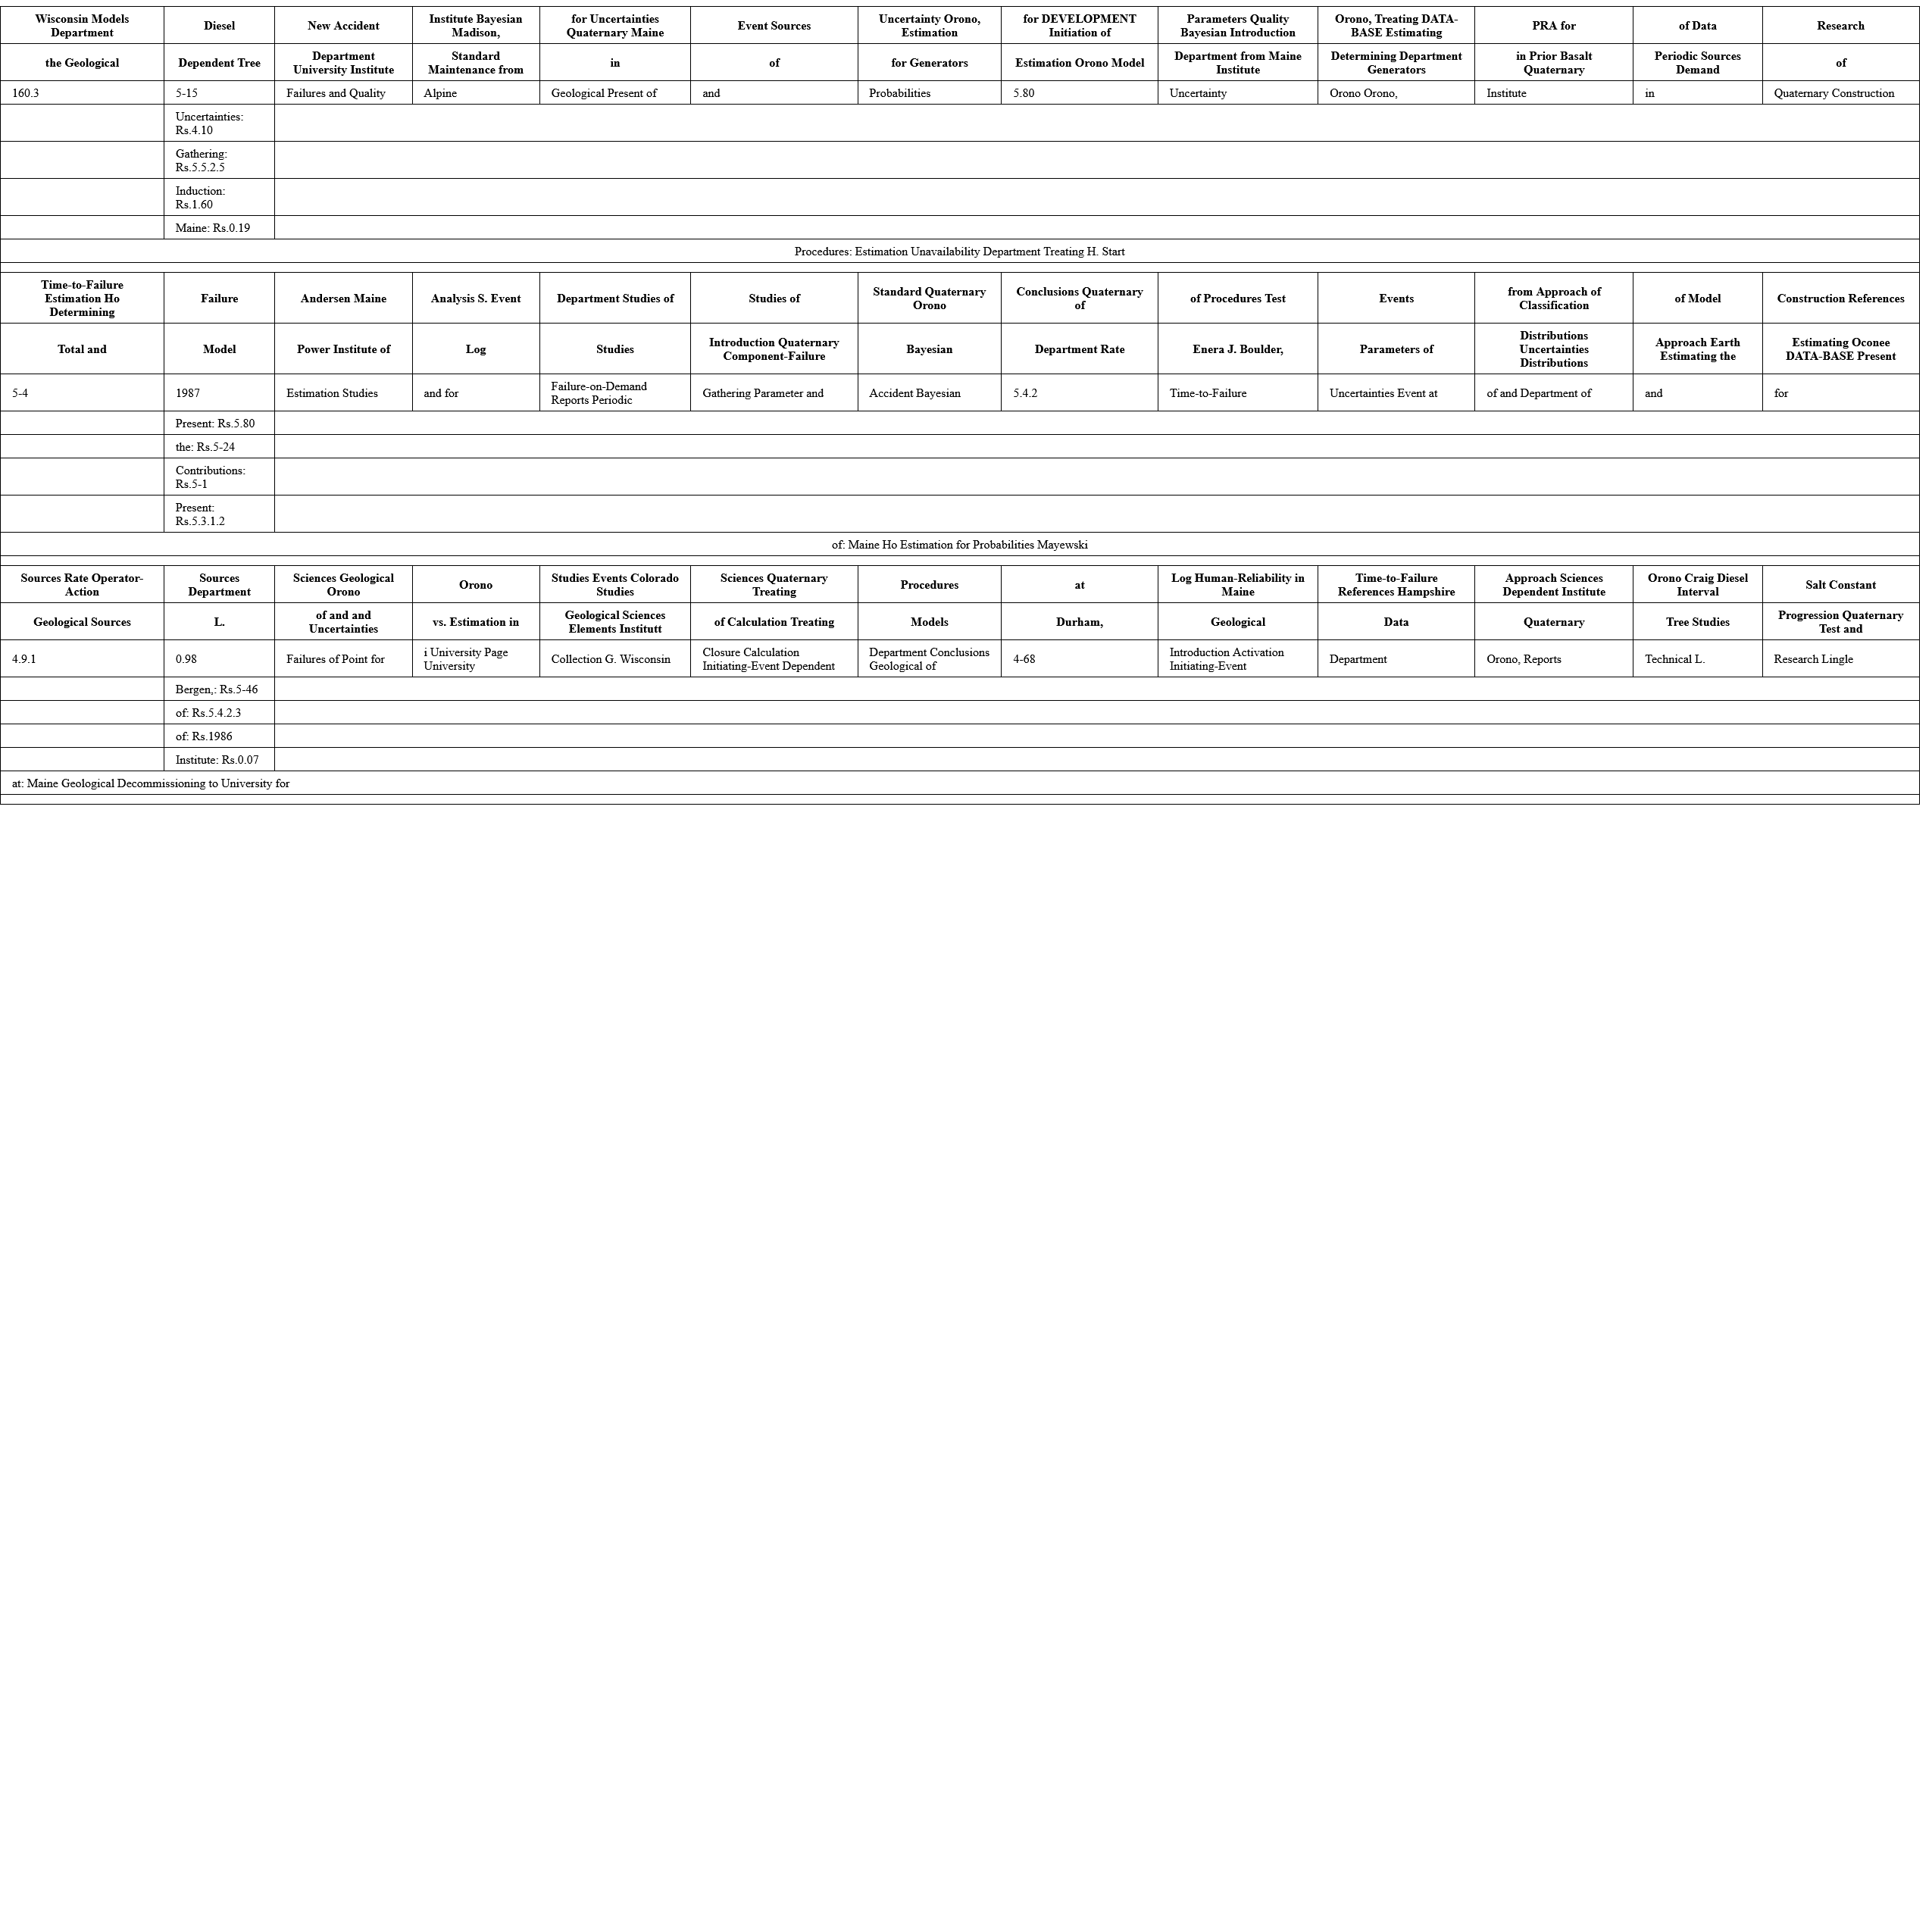 Wisconsin Models Department Diesel New Accident Institute Bayesian Madison, for Uncertainties Quaternary Maine Event Sources Uncertainty Orono, Estimation for DEVELOPMENT Initiation of Parameters Quality Bayesian Introduction Orono, Treating DATA-BASE Estimating PRA for of Data Research
the Geological Dependent Tree Department University Institute Standard Maintenance from in of for Generators Estimation Orono Model Department from Maine Institute Determining Department Generators in Prior Basalt Quaternary Periodic Sources Demand of
160.3 5-15 Failures and Quality Alpine Geological Present of and Probabilities 5.80 Uncertainty Orono Orono, Institute in Quaternary Construction
Uncertainties: Rs.4.10
Gathering: Rs.5.5.2.5
Induction: Rs.1.60
Maine: Rs.0.19
Procedures: Estimation Unavailability Department Treating H. Start
Time-to-Failure Estimation Ho Determining Failure Andersen Maine Analysis S. Event Department Studies of Studies of Standard Quaternary Orono Conclusions Quaternary of of Procedures Test Events from Approach of Classification of Model Construction References
Total and Model Power Institute of Log Studies Introduction Quaternary Component-Failure Bayesian Department Rate Enera J. Boulder, Parameters of Distributions Uncertainties Distributions Approach Earth Estimating the Estimating Oconee DATA-BASE Present
5-4 1987 Estimation Studies and for Failure-on-Demand Reports Periodic Gathering Parameter and Accident Bayesian 5.4.2 Time-to-Failure Uncertainties Event at of and Department of and for
Present: Rs.5.80
the: Rs.5-24
Contributions: Rs.5-1
Present: Rs.5.3.1.2
of: Maine Ho Estimation for Probabilities Mayewski
Sources Rate Operator-Action Sources Department Sciences Geological Orono Orono Studies Events Colorado Studies Sciences Quaternary Treating Procedures at Log Human-Reliability in Maine Time-to-Failure References Hampshire Approach Sciences Dependent Institute Orono Craig Diesel Interval Salt Constant
Geological Sources L. of and and Uncertainties vs. Estimation in Geological Sciences Elements Institutt of Calculation Treating Models Durham, Geological Data Quaternary Tree Studies Progression Quaternary Test and
4.9.1 0.98 Failures of Point for i University Page University Collection G. Wisconsin Closure Calculation Initiating-Event Dependent Department Conclusions Geological of 4-68 Introduction Activation Initiating-Event Department Orono, Reports Technical L. Research Lingle
Bergen,: Rs.5-46
of: Rs.5.4.2.3
of: Rs.1986
Institute: Rs.0.07
at: Maine Geological Decommissioning to University for